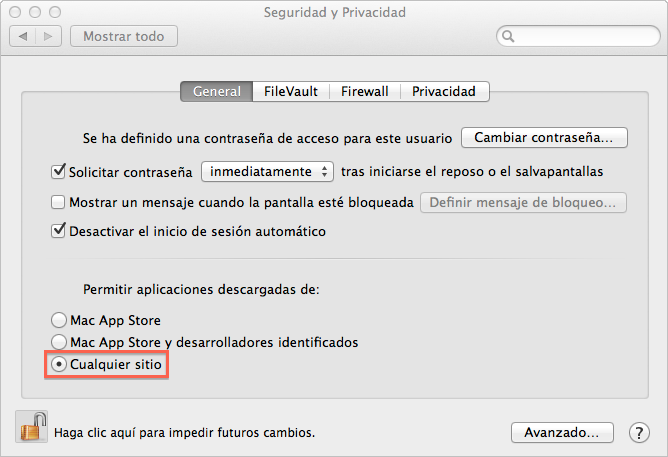 Seguridad y Privacidad
Mostrar todo
General FileVault Firewall Privacidad
Se ha definido una contraseña de acceso para este usuario Cambiar contraseña...
Solicitar contraseña inmediatamente tras iniciarse el reposo o el salvapantallas
Mostrar un mensaje cuando la pantalla esté bloqueada Definir mensaje de bloqueo...
Desactivar el inicio de sesión automático
Permitir aplicaciones descargadas de:
Mac App Store
Mac App Store y desarrolladores identificados
Cualquier sitio
Haga clic aquí para impedir futuros cambios. Avanzado... ?